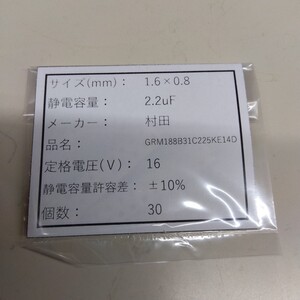 サイズ(mm)： 1.6×0.8
静電容量： 2.2uF
メーカー： 村田
品名： GRM188B31C225KE14D
定格電圧(V)： 16
静電容量許容差： ±10%
個数： 30